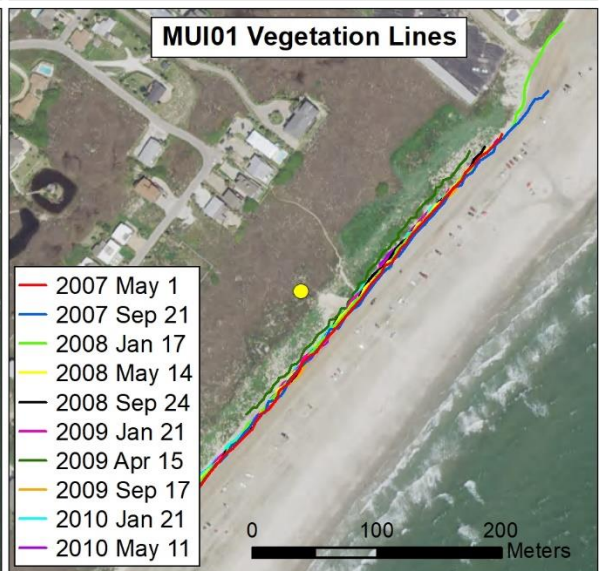 MUI01 Vegetation Lines
2007 May 1
2007 Sep 21
2008 Jan 17
2008 May 14
2008 Sep 24
2009 Jan 21
2009 Apr 15
2009 Sep 17
2010 Jan 21
2010 May 11
0 100 200
Meters